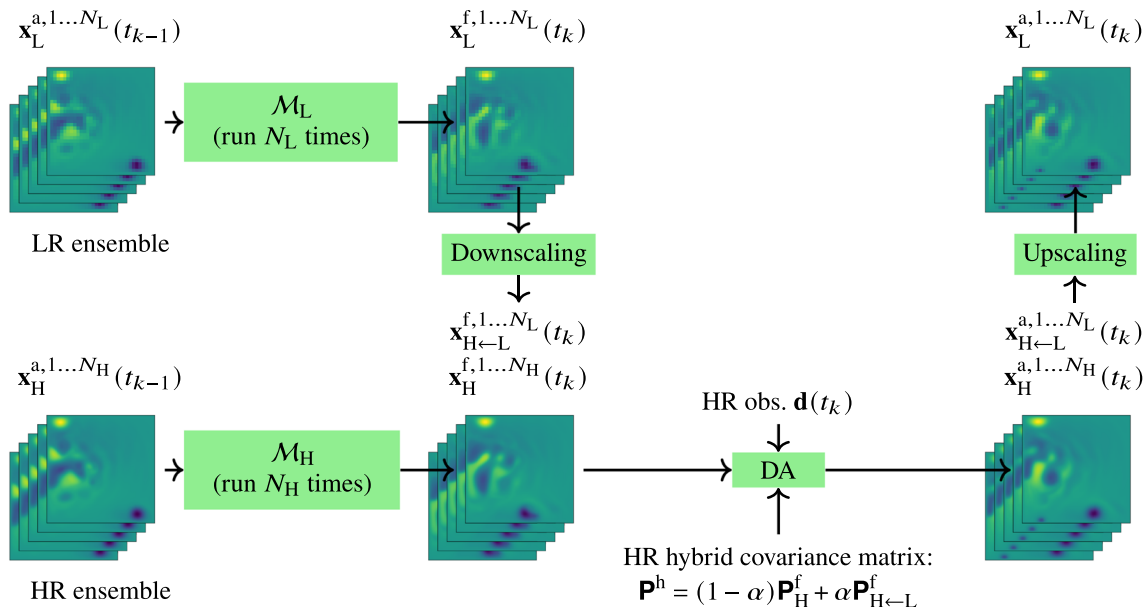 x_L^{a,1…N_L}(t_{k−1})
x_L^{f,1…N_L}(t_k)
x_L^{a,1…N_L}(t_k)
ℳ_L
(run N_L times)
LR ensemble
Downscaling
Upscaling
x_{H←L}^{f,1…N_L}(t_k)
x_{H←L}^{a,1…N_L}(t_k)
x_H^{a,1…N_H}(t_{k−1})
x_H^{f,1…N_H}(t_k)
x_H^{a,1…N_H}(t_k)
HR obs. d(t_k)
ℳ_H
(run N_H times)
DA
HR ensemble
HR hybrid covariance matrix:
P^h = (1 − α)P_H^f + αP_{H←L}^f